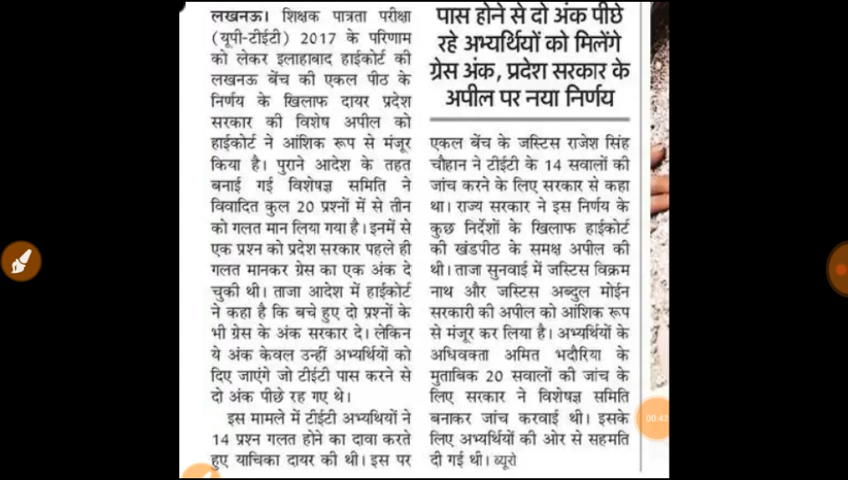 लखनऊ। शिक्षक पात्रता परीक्षा
(यूपी-टीईटी) 2017 के परिणाम
को लेकर इलाहाबाद हाईकोर्ट की
लखनऊ बेंच की एकल पीठ के
निर्णय के खिलाफ दायर प्रदेश
सरकार की विशेष अपील को
हाईकोर्ट ने आंशिक रूप से मंजूर
किया है। पुराने आदेश के तहत
बनाई गई विशेषज्ञ समिति ने
विवादित कुल 20 प्रश्नों में से तीन
को गलत मान लिया गया है। इनमें से
एक प्रश्न को प्रदेश सरकार पहले ही
गलत मानकर ग्रेस का एक अंक दे
चुकी थी। ताजा आदेश में हाईकोर्ट
ने कहा है कि बचे हुए दो प्रश्नों के
भी ग्रेस के अंक सरकार दे। लेकिन
ये अंक केवल उन्हीं अभ्यर्थियों को
दिए जाएंगे जो टीईटी पास करने से
दो अंक पीछे रह गए थे।
इस मामले में टीईटी अभ्यथियों ने
14 प्रश्न गलत होने का दावा करते
हुए याचिका दायर की थी। इस पर
पास होने से दो अंक पीछे
रहे अभ्यर्थियों को मिलेंगे
ग्रेस अंक, प्रदेश सरकार के
अपील पर नया निर्णय
एकल बेंच के जस्टिस राजेश सिंह
चौहान ने टीईटी के 14 सवालों की
जांच करने के लिए सरकार से कहा
था। राज्य सरकार ने इस निर्णय के
कुछ निर्देशों के खिलाफ हाईकोर्ट
की खंडपीठ के समक्ष अपील की
थी। ताजा सुनवाई में जस्टिस विक्रम
नाथ और जस्टिस अब्दुल मोईन
सरकारी की अपील को आंशिक रूप
से मंजूर कर लिया है। अभ्यर्थियों के
अधिवक्ता अमित भदौरिया के
मुताबिक 20 सवालों की जांच के
लिए सरकार ने विशेषज्ञ समिति
बनाकर जांच करवाई थी। इसके
लिए अभ्यर्थियों की ओर से सहमति
दी गई थी। ब्यूरो
00:43